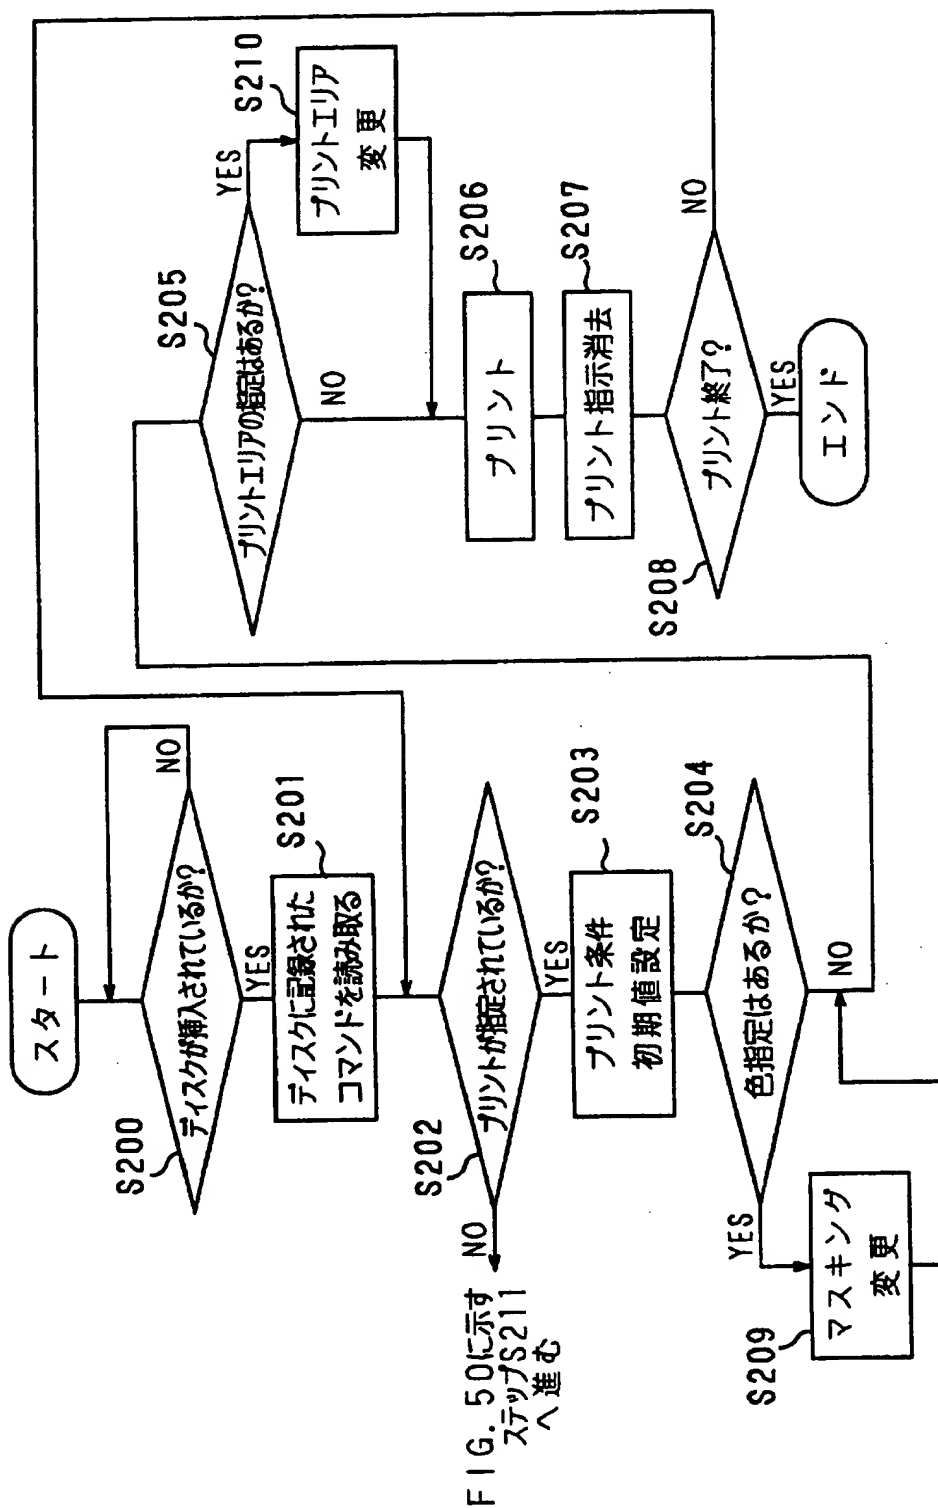 スタート
S200
ディスクが挿入されているか?
NO
YES
S201
ディスクに記録された
コマンドを読み取る
S202
プリントが指定されているか?
NO
FIG. 50に示す
ステップS211
へ進む
YES
S203
プリント条件
初期値設定
S204
色指定はあるか?
YES
NO
S209
マスキング
変更
S205
プリントエリアの指定はあるか?
YES
S210
プリントエリア
変更
NO
S206
プリント
S207
プリント指示消去
S208
プリント終了?
NO
YES
エンド